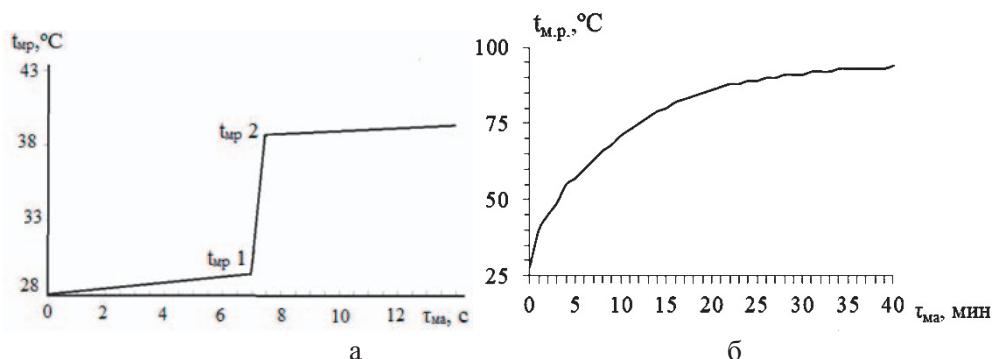 tмр,°C
43
38
33
28
tмр 2
tмр 1
0 2 4 6 8 10 12 τма, с
а
tм.р.,°C
100
75
50
25
0 5 10 15 20 25 30 35 40 τма, мин
б